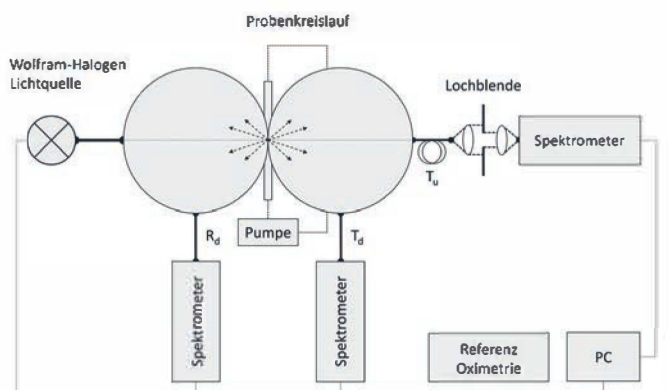 Probenkreislauf
Wolfram-Halogen
Lichtquelle
Lochblende
Spektrometer
Tu
Rd
Pumpe
Td
Spektrometer
Spektrometer
Referenz
Oximetrie
PC